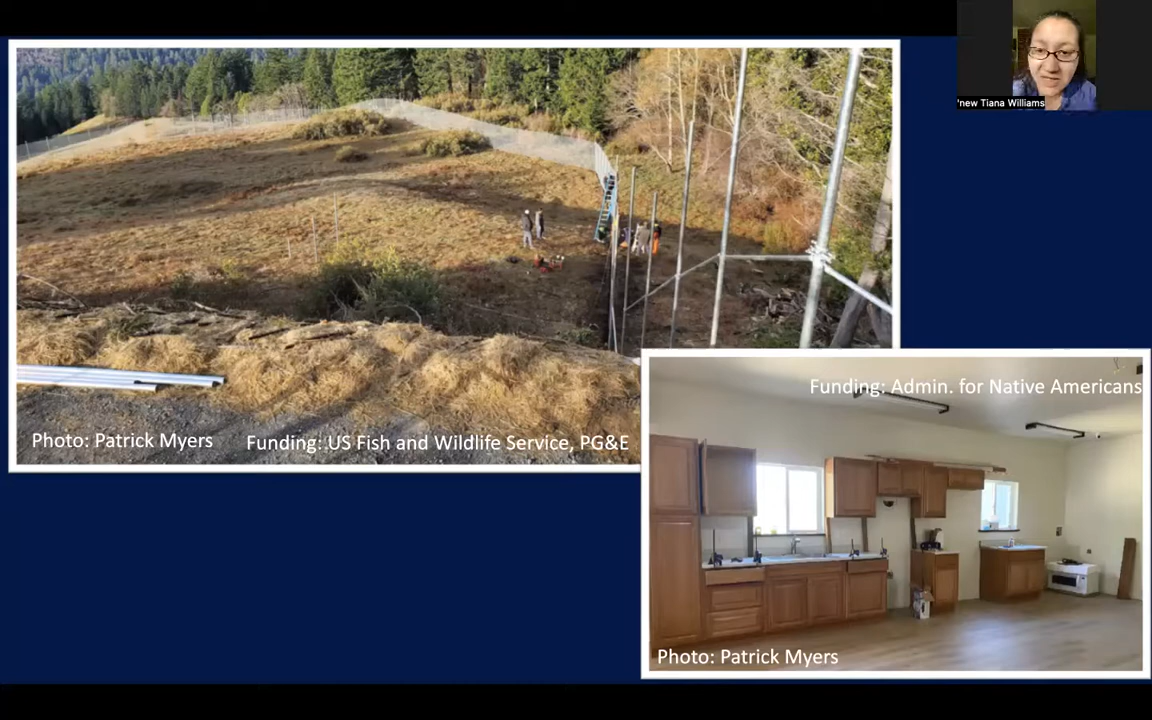 'new Tiana Williams
Photo: Patrick Myers
Funding: US Fish and Wildlife Service, PG&E
Funding: Admin. for Native Americans
Photo: Patrick Myers